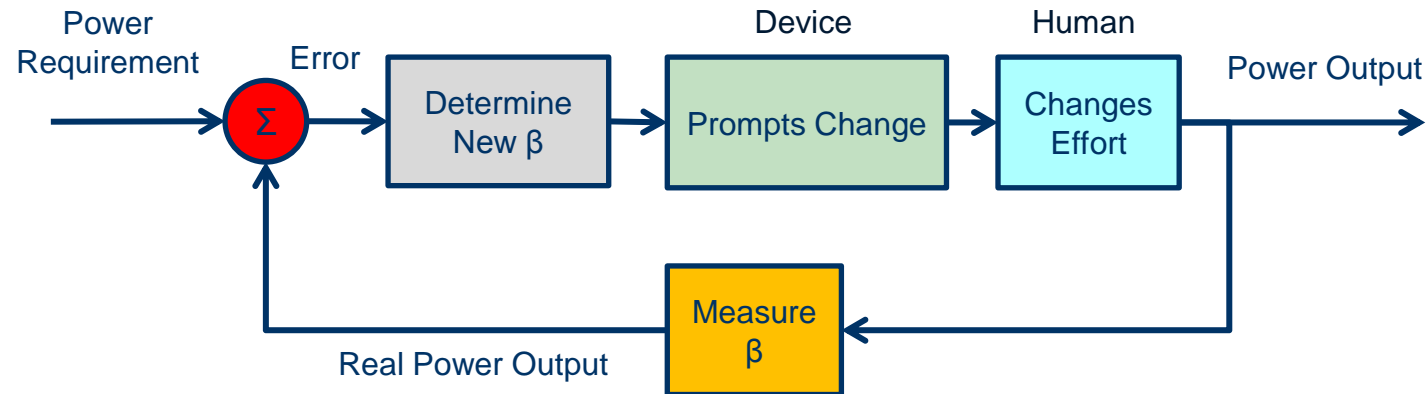 Power
Requirement
Error
Device
Human
Power Output
Σ
Determine
New β
Prompts Change
Changes
Effort
Measure
β
Real Power Output